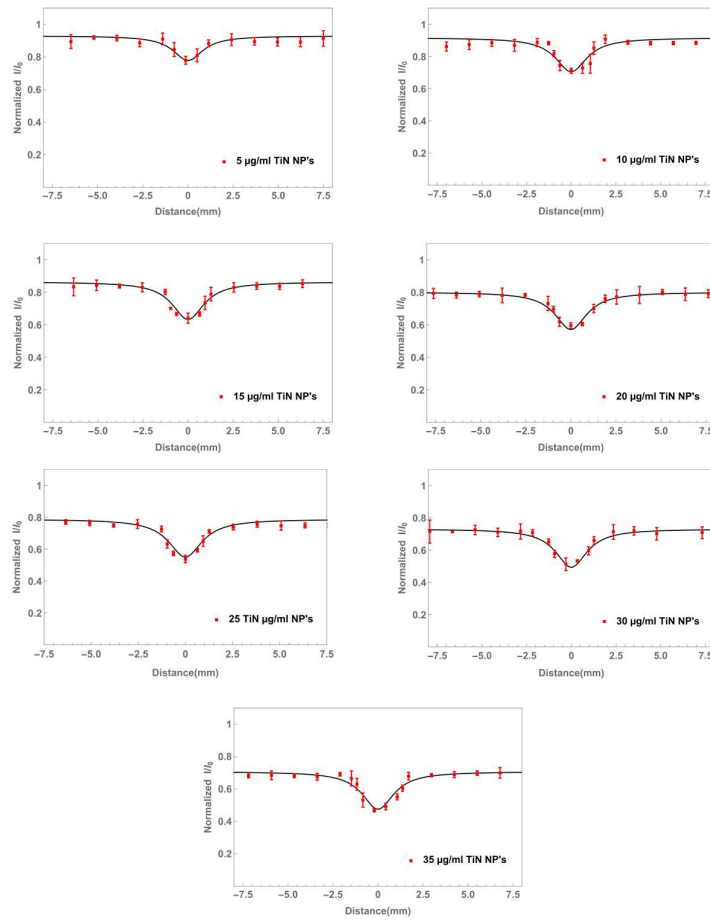 Normalized I/I₀
1
0.8
0.6
0.4
0.2
5 µg/ml TiN NP's
−7.5 −5.0 −2.5 0 2.5 5.0 7.5
Distance(mm)
Normalized I/I₀
1
0.8
0.6
0.4
0.2
10 µg/ml TiN NP's
−7.5 −5.0 −2.5 0 2.5 5.0 7.5
Distance(mm)
Normalized I/I₀
1
0.8
0.6
0.4
0.2
15 µg/ml TiN NP's
−7.5 −5.0 −2.5 0 2.5 5.0 7.5
Distance(mm)
Normalized I/I₀
1
0.8
0.6
0.4
0.2
20 µg/ml TiN NP's
−7.5 −5.0 −2.5 0 2.5 5.0 7.5
Distance(mm)
Normalized I/I₀
1
0.8
0.6
0.4
0.2
25 TiN µg/ml NP's
−7.5 −5.0 −2.5 0 2.5 5.0 7.5
Distance(mm)
Normalized I/I₀
1
0.8
0.6
0.4
0.2
30 µg/ml TiN NP's
−7.5 −5.0 −2.5 0 2.5 5.0 7.5
Distance(mm)
Normalized I/I₀
1
0.8
0.6
0.4
0.2
35 µg/ml TiN NP's
−7.5 −5.0 −2.5 0 2.5 5.0 7.5
Distance(mm)